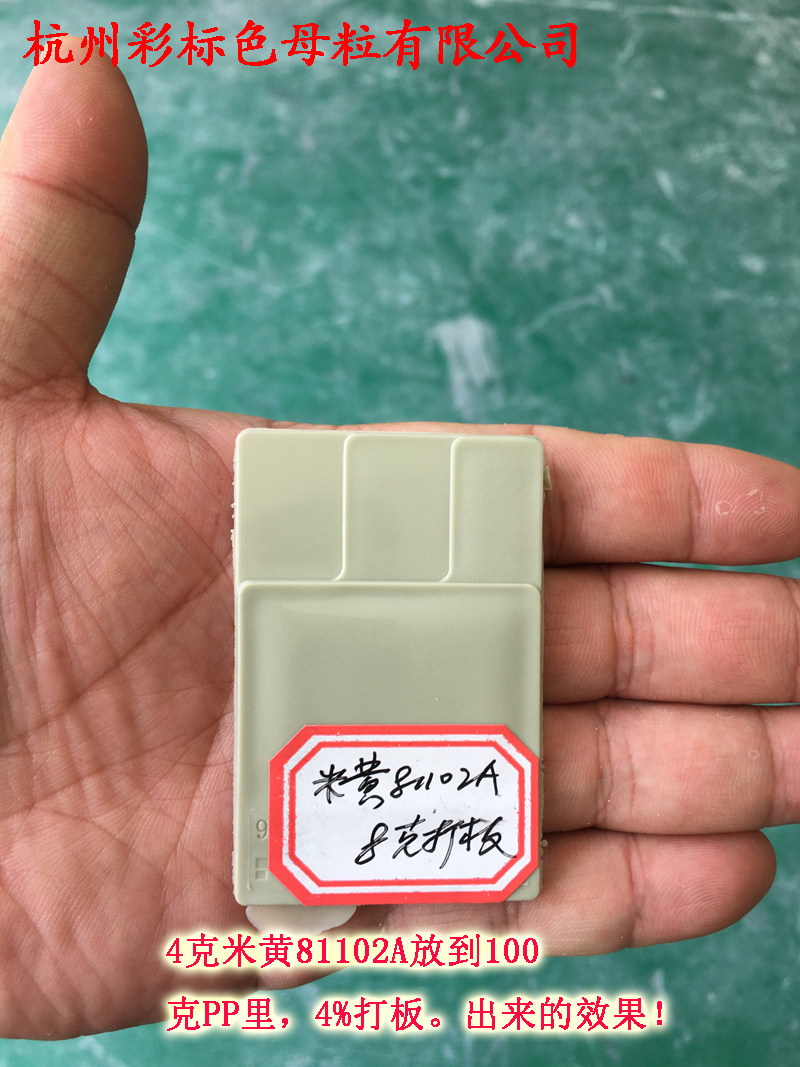 杭州彩标色母粒有限公司
9
米黄81102A
8克打板
4克米黄81102A放到100
克PP里，4%打板。出来的效果！